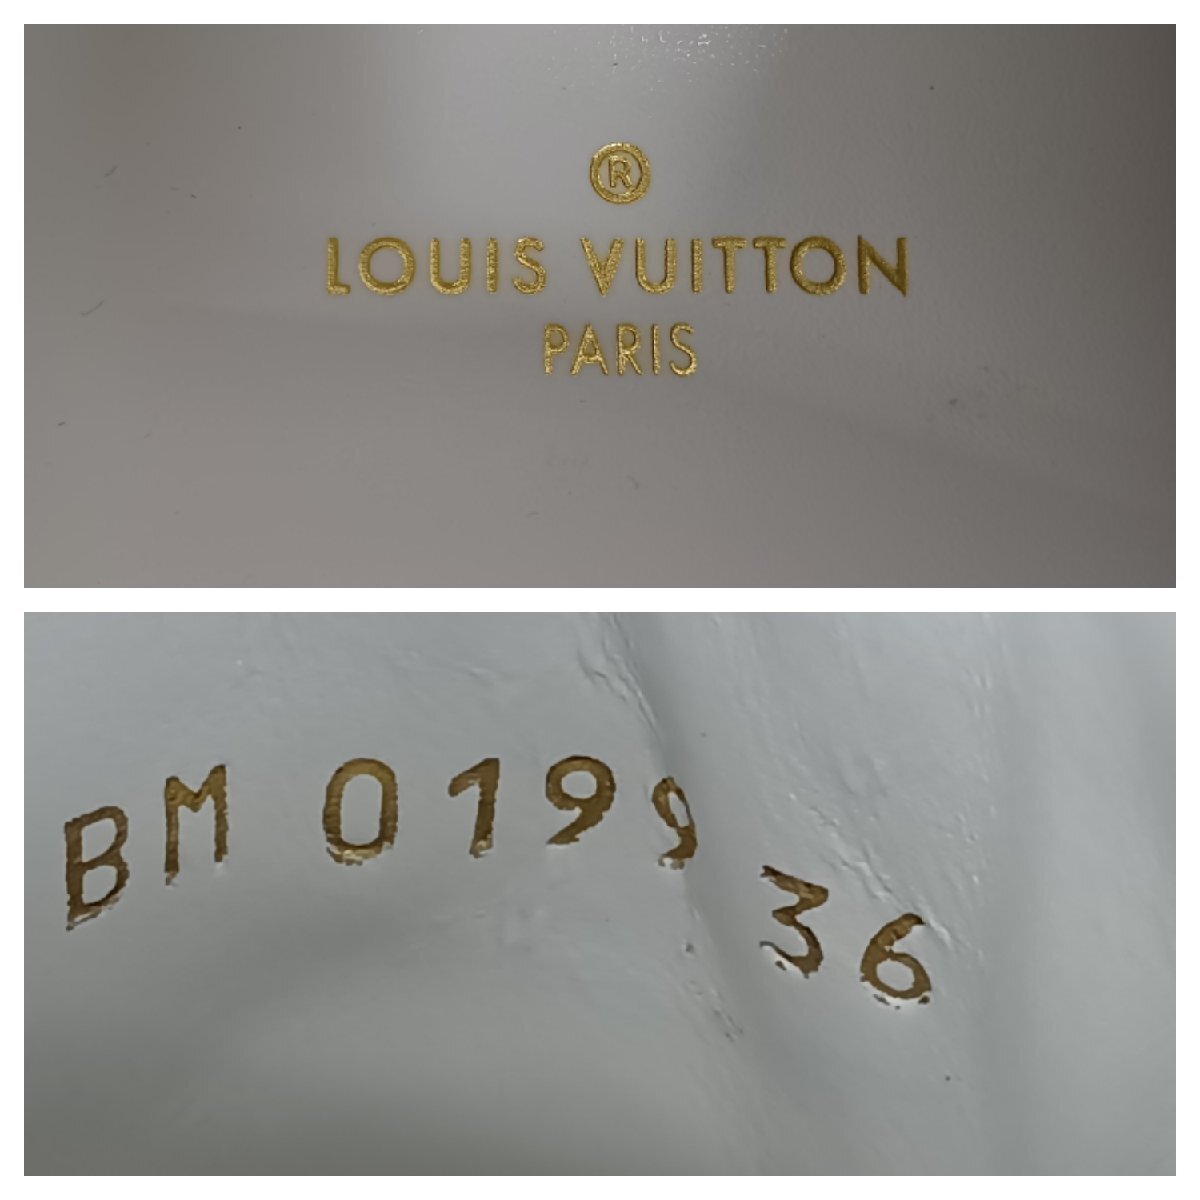 ®
LOUIS VUITTON
PARIS
BM 0199 36